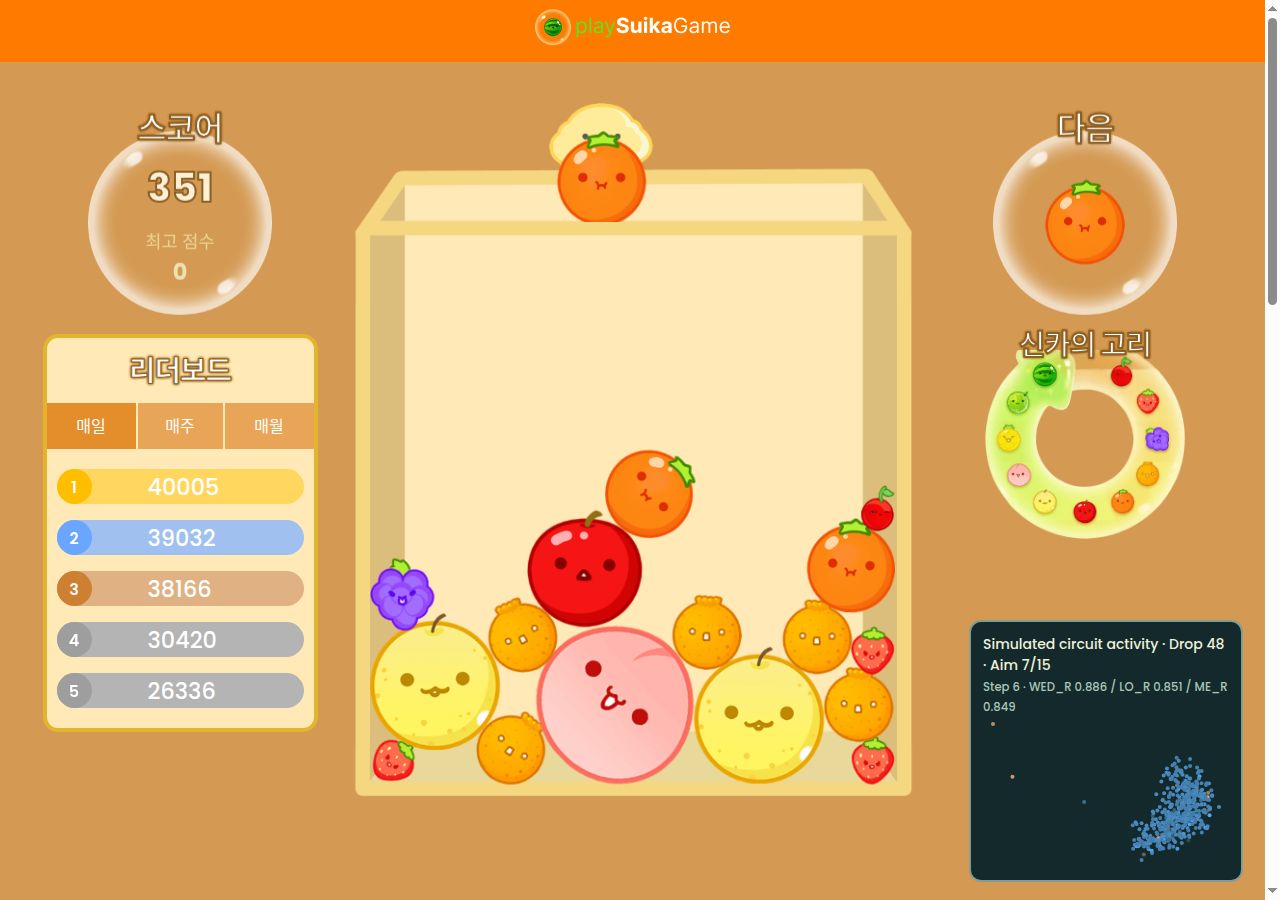 playSuikaGame
스코어
351
최고 점수
0
다음
신카의 고리
리더보드
매일 매주 매월
1 40005
2 39032
3 38166
4 30420
5 26336
Simulated circuit activity · Drop 48
· Aim 7/15
Step 6 · WED_R 0.886 / LO_R 0.851 / ME_R
0.849